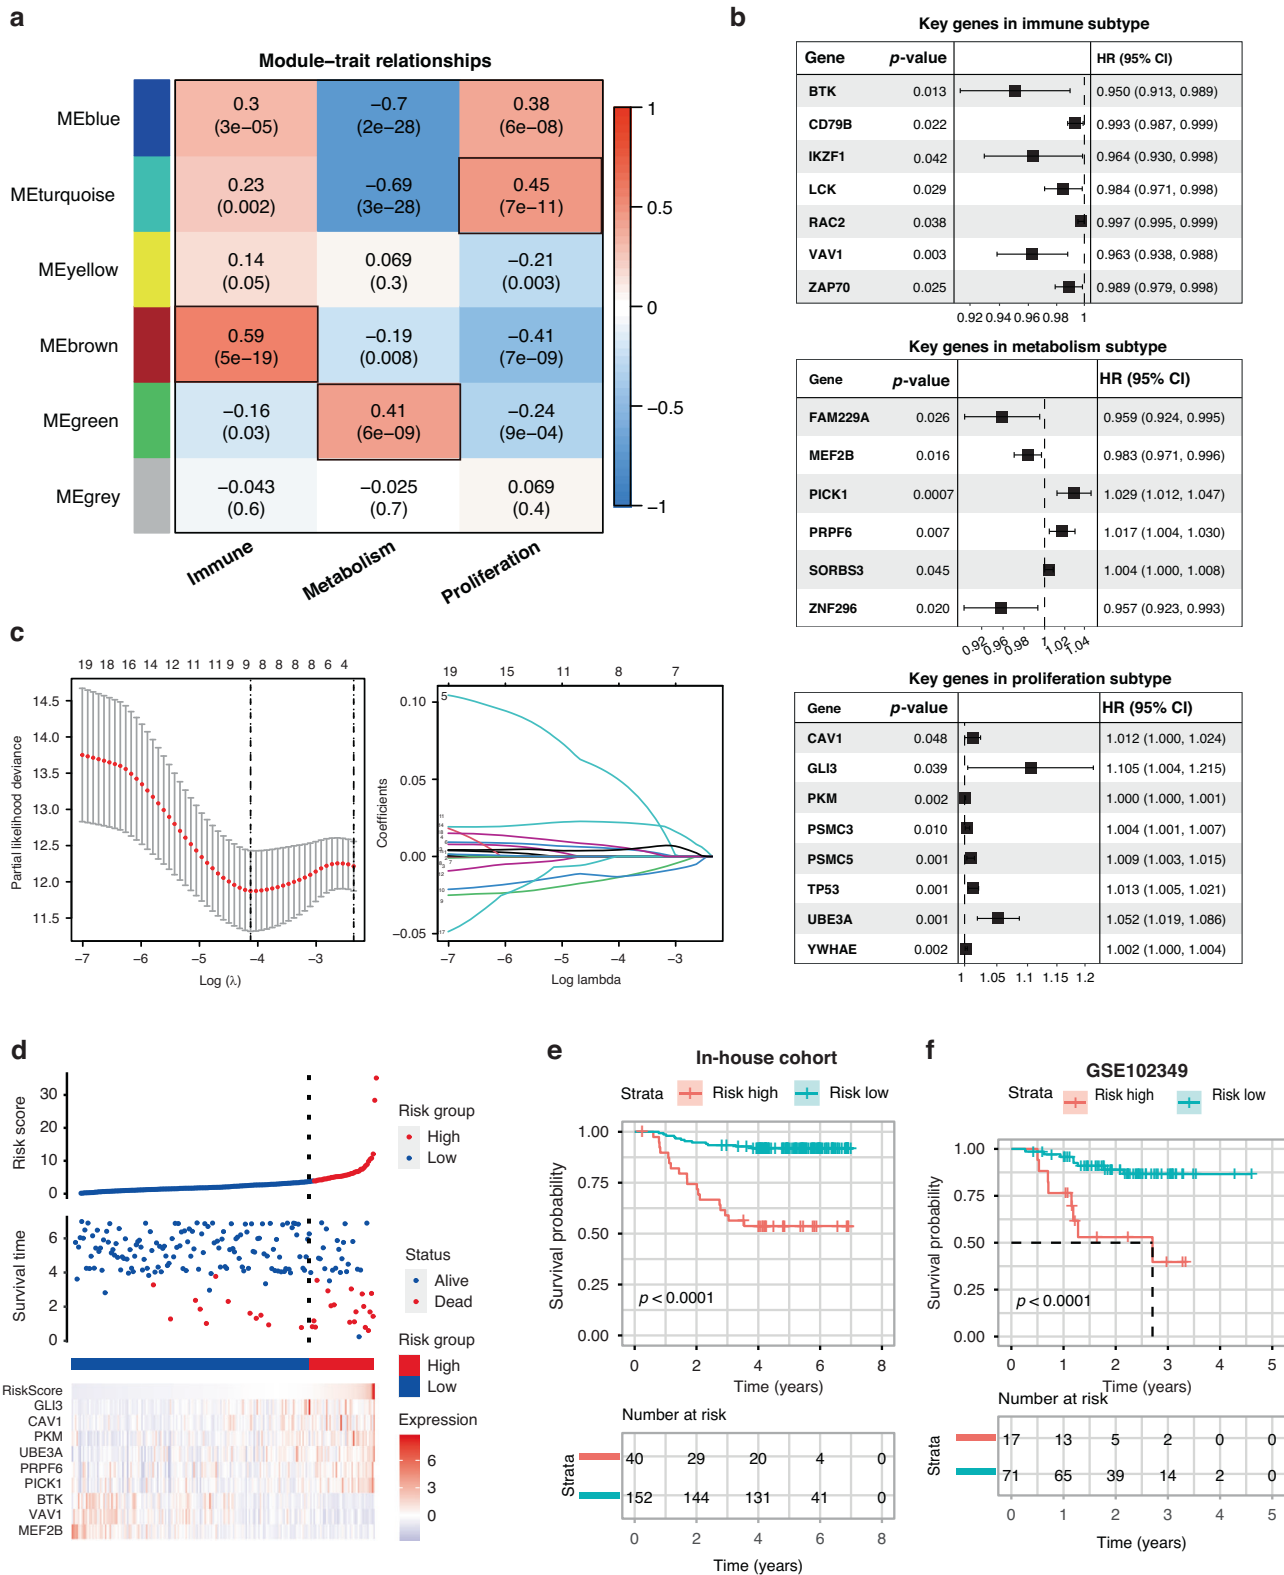 a
Module–trait relationships
MEblue 0.3 −0.7 0.38
(3e−05) (2e−28) (6e−08)
MEturquoise 0.23 −0.69 0.45
(0.002) (3e−28) (7e−11)
MEyellow 0.14 0.069 −0.21
(0.05) (0.3) (0.003)
MEbrown 0.59 −0.19 −0.41
(5e−19) (0.008) (7e−09)
MEgreen −0.16 0.41 −0.24
(0.03) (6e−09) (9e−04)
MEgrey −0.043 −0.025 0.069
(0.6) (0.7) (0.4)
Immune Metabolism Proliferation
1
0.5
0
−0.5
−1
b
Key genes in immune subtype
Gene p-value HR (95% CI)
BTK 0.013 0.950 (0.913, 0.989)
CD79B 0.022 0.993 (0.987, 0.999)
IKZF1 0.042 0.964 (0.930, 0.998)
LCK 0.029 0.984 (0.971, 0.998)
RAC2 0.038 0.997 (0.995, 0.999)
VAV1 0.003 0.963 (0.938, 0.988)
ZAP70 0.025 0.989 (0.979, 0.998)
0.92 0.94 0.96 0.98 1
Key genes in metabolism subtype
Gene p-value HR (95% CI)
FAM229A 0.026 0.959 (0.924, 0.995)
MEF2B 0.016 0.983 (0.971, 0.996)
PICK1 0.0007 1.029 (1.012, 1.047)
PRPF6 0.007 1.017 (1.004, 1.030)
SORBS3 0.045 1.004 (1.000, 1.008)
ZNF296 0.020 0.957 (0.923, 0.993)
0.92 0.96 0.98 1 1.02 1.04
Key genes in proliferation subtype
Gene p-value HR (95% CI)
CAV1 0.048 1.012 (1.000, 1.024)
GLI3 0.039 1.105 (1.004, 1.215)
PKM 0.002 1.000 (1.000, 1.001)
PSMC3 0.010 1.004 (1.001, 1.007)
PSMC5 0.001 1.009 (1.003, 1.015)
TP53 0.001 1.013 (1.005, 1.021)
UBE3A 0.001 1.052 (1.019, 1.086)
YWHAE 0.002 1.002 (1.000, 1.004)
1 1.05 1.1 1.15 1.2
c
19 18 16 14 12 11 11 9 9 8 8 8 8 6 4
Partial likelihood deviance
14.5
14.0
13.5
13.0
12.5
12.0
11.5
−7 −6 −5 −4 −3
Log (λ)
19 15 11 8 7
Coefficients
0.10
0.05
0.00
−0.05
5
−7 −6 −5 −4 −3
Log lambda
d
Risk score
30
20
10
0
Risk group
High
Low
Survival time
6
4
2
0
Status
Alive
Dead
Risk group
High
Low
RiskScore
GLI3
CAV1
PKM
UBE3A
PRPF6
PICK1
BTK
VAV1
MEF2B
Expression
6
3
0
e
In-house cohort
Strata Risk high Risk low
Survival probability
1.00
0.75
0.50
0.25
0.00
p < 0.0001
0 2 4 6 8
Time (years)
Number at risk
Strata
40 29 20 4 0
152 144 131 41 0
0 2 4 6 8
Time (years)
f
GSE102349
Strata Risk high Risk low
Survival probability
1.00
0.75
0.50
0.25
0.00
p < 0.0001
0 1 2 3 4 5
Time (years)
Number at risk
Strata
17 13 5 2 0 0
71 65 39 14 2 0
0 1 2 3 4 5
Time (years)